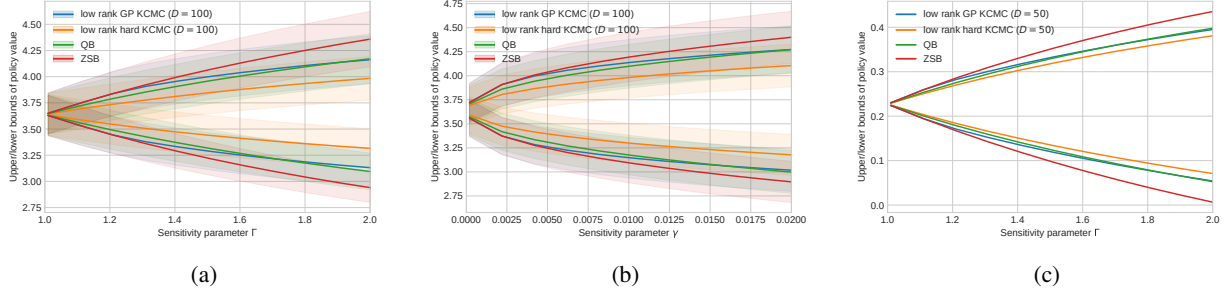 low rank GP KCMC (D = 100)
low rank hard KCMC (D = 100)
QB
ZSB
Upper/lower bounds of policy value
4.50
4.25
4.00
3.75
3.50
3.25
3.00
2.75
1.0 1.2 1.4 1.6 1.8 2.0
Sensitivity parameter Γ
(a)
low rank GP KCMC (D = 100)
low rank hard KCMC (D = 100)
QB
ZSB
Upper/lower bounds of policy value
4.50
4.25
4.00
3.75
3.50
3.25
3.00
2.75
0.0000 0.0025 0.0050 0.0075 0.0100 0.0125 0.0150 0.0175 0.0200
Sensitivity parameter γ
(b)
low rank GP KCMC (D = 50)
low rank hard KCMC (D = 50)
QB
ZSB
Upper/lower bounds of policy value
0.4
0.3
0.2
0.1
0.0
1.0 1.2 1.4 1.6 1.8 2.0
Sensitivity parameter Γ
(c)